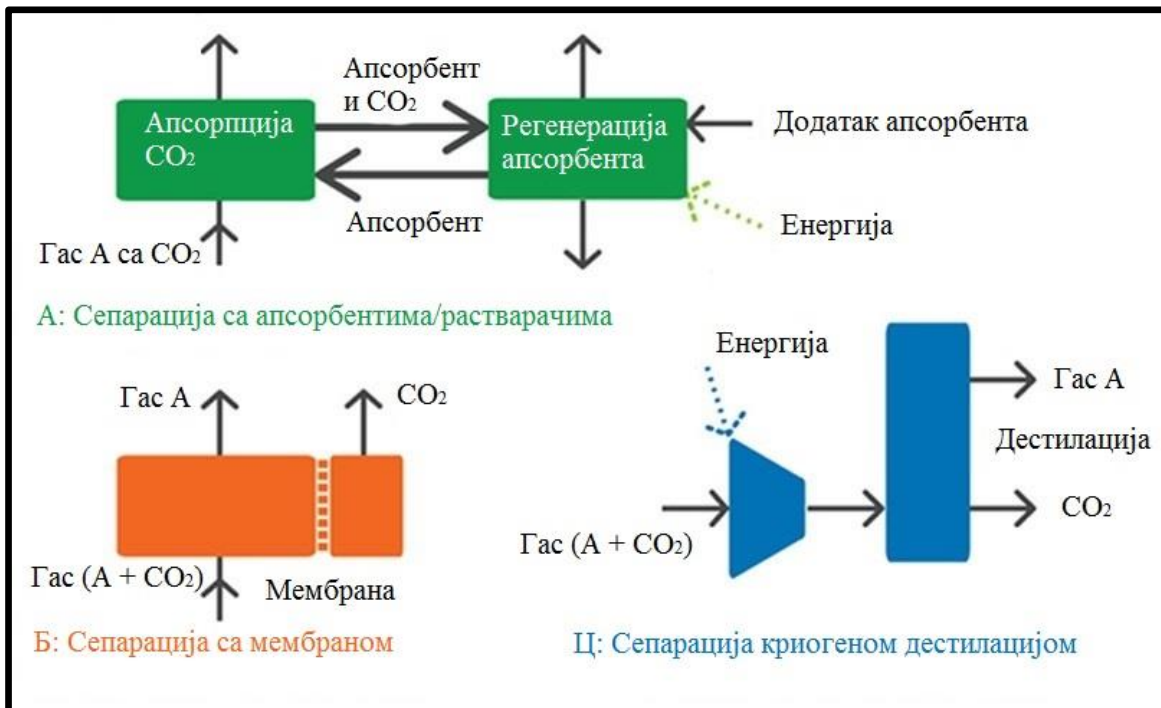 Апсорбент
и CO₂
Апсорпција
CO₂
Регенерација
апсорбента
Додатак апсорбента
Апсорбент
Енергија
Гас А са CO₂
А: Сепарација са апсорбентима/растварачима
Енергија
Гас А
CO₂
Гас А
Дестилација
CO₂
Гас (А + CO₂)
Гас (А + CO₂)
Мембрана
Б: Сепарација са мембраном
Ц: Сепарација криогеном дестилацијом